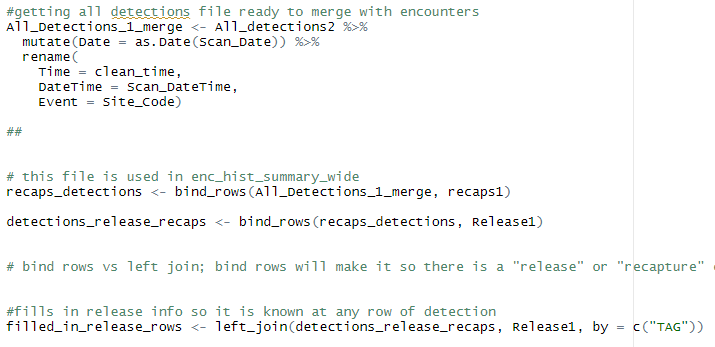 #getting all detections file ready to merge with encounters
All_Detections_1_merge <- All_detections2 %>%
  mutate(Date = as.Date(Scan_Date)) %>%
  rename(
    Time = clean_time,
    DateTime = Scan_DateTime,
    Event = Site_Code)
##
# this file is used in enc_hist_summary_wide
recaps_detections <- bind_rows(All_Detections_1_merge, recaps1)
detections_release_recaps <- bind_rows(recaps_detections, Release1)
# bind rows vs left join; bind rows will make it so there is a "release" or "recapture"
#fills in release info so it is known at any row of detection
filled_in_release_rows <- left_join(detections_release_recaps, Release1, by = c("TAG"))